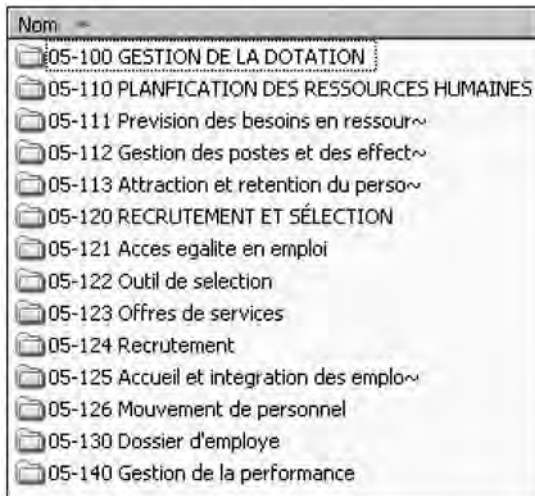 Nom
05-100 GESTION DE LA DOTATION
05-110 PLANFICATION DES RESSOURCES HUMAINES
05-111 Prevision des besoins en ressour~
05-112 Gestion des postes et des effect~
05-113 Attraction et retention du perso~
05-120 RECRUTEMENT ET SÉLECTION
05-121 Acces egalite en emploi
05-122 Outil de selection
05-123 Offres de services
05-124 Recrutement
05-125 Accueil et integration des emplo~
05-126 Mouvement de personnel
05-130 Dossier d'employe
05-140 Gestion de la performance